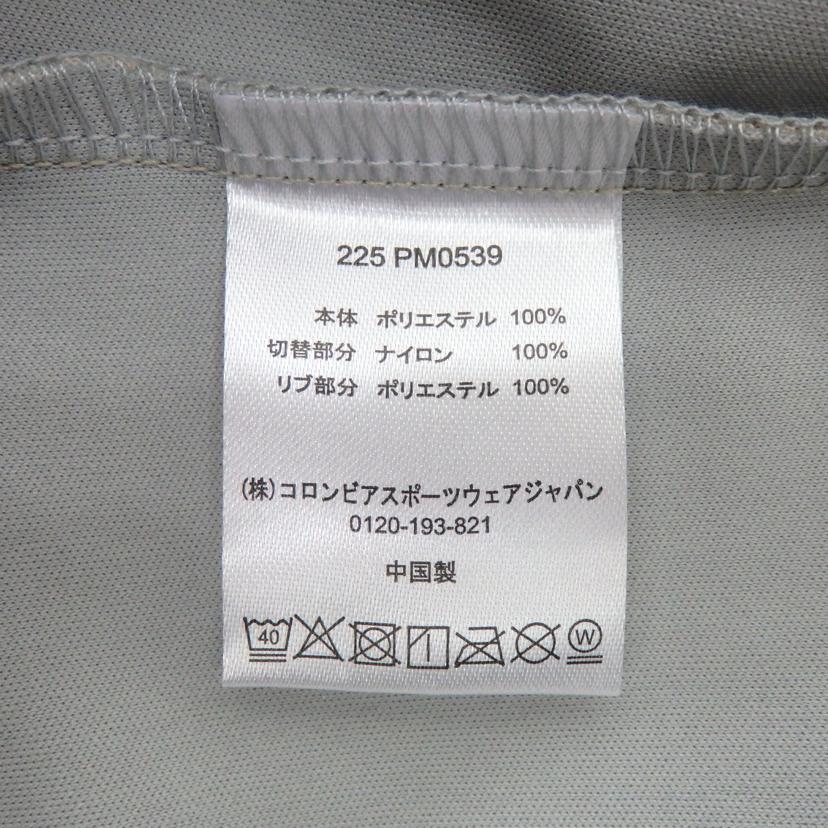 225 PM0539
本体 ポリエステル 100%
切替部分 ナイロン 100%
リブ部分 ポリエステル 100%
(株)コロンビアスポーツウェアジャパン
0120-193-821
中国製
40 W